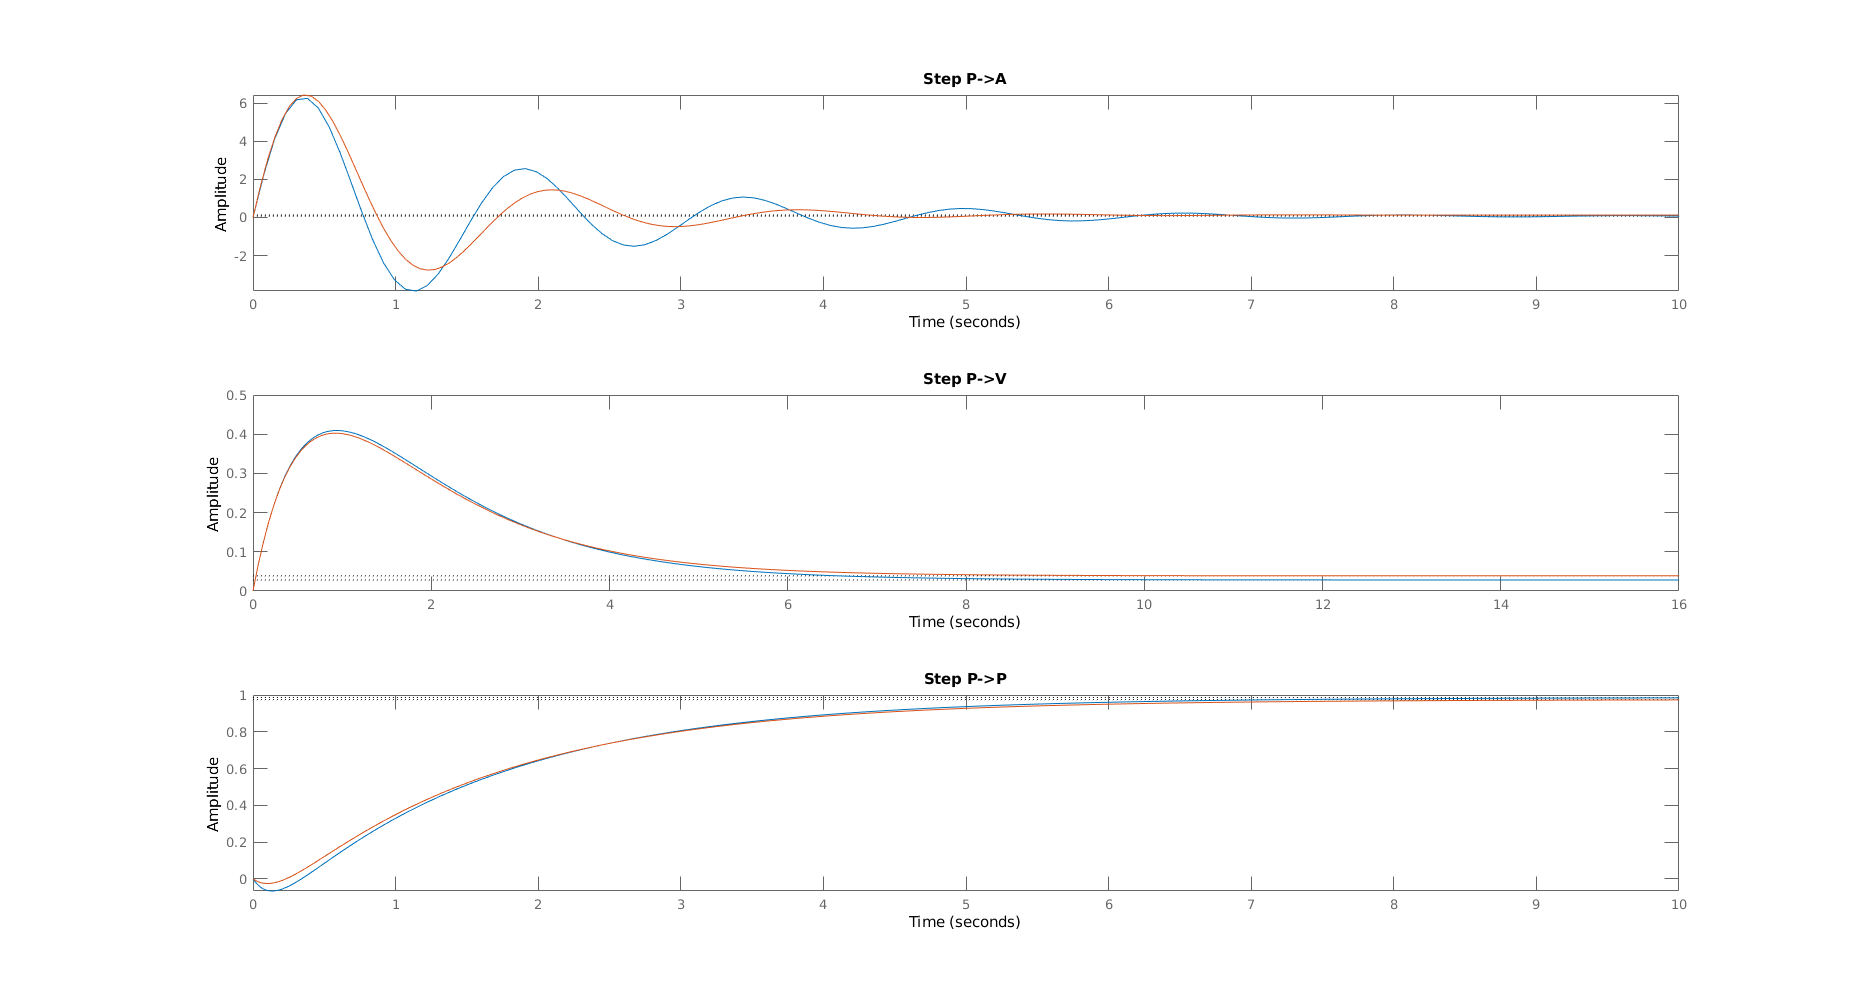 Step P->A
6
4
2
0
-2
Amplitude
0 1 2 3 4 5 6 7 8 9 10
Time (seconds)
Step P->V
0.5
0.4
0.3
0.2
0.1
0
Amplitude
0 2 4 6 8 10 12 14 16
Time (seconds)
Step P->P
1
0.8
0.6
0.4
0.2
0
Amplitude
0 1 2 3 4 5 6 7 8 9 10
Time (seconds)